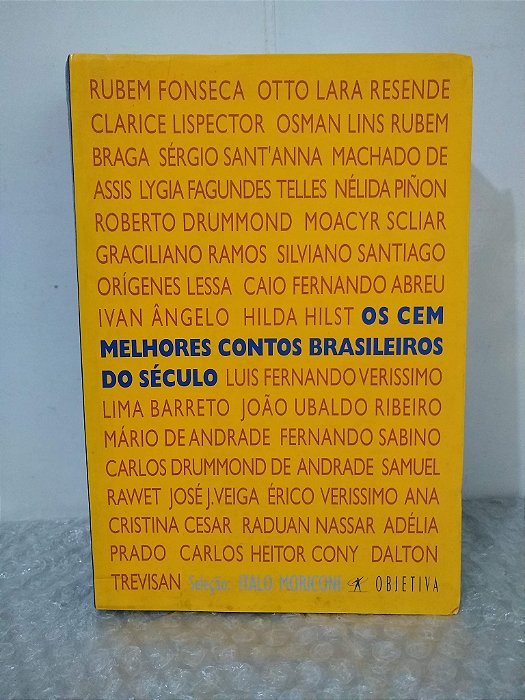 RUBEM FONSECA OTTO LARA RESENDE
CLARICE LISPECTOR OSMAN LINS RUBEM
BRAGA SÉRGIO SANT'ANNA MACHADO DE
ASSIS LYGIA FAGUNDES TELLES NÉLIDA PIÑON
ROBERTO DRUMMOND MOACYR SCLIAR
GRACILIANO RAMOS SILVIANO SANTIAGO
ORÍGENES LESSA CAIO FERNANDO ABREU
IVAN ÂNGELO HILDA HILST OS CEM
MELHORES CONTOS BRASILEIROS
DO SÉCULO LUIS FERNANDO VERISSIMO
LIMA BARRETO JOÃO UBALDO RIBEIRO
MÁRIO DE ANDRADE FERNANDO SABINO
CARLOS DRUMMOND DE ANDRADE SAMUEL
RAWET JOSÉ J. VEIGA ÉRICO VERISSIMO ANA
CRISTINA CESAR RADUAN NASSAR ADÉLIA
PRADO CARLOS HEITOR CONY DALTON
TREVISAN Seleção: ITALO MORICONI OBJETIVA